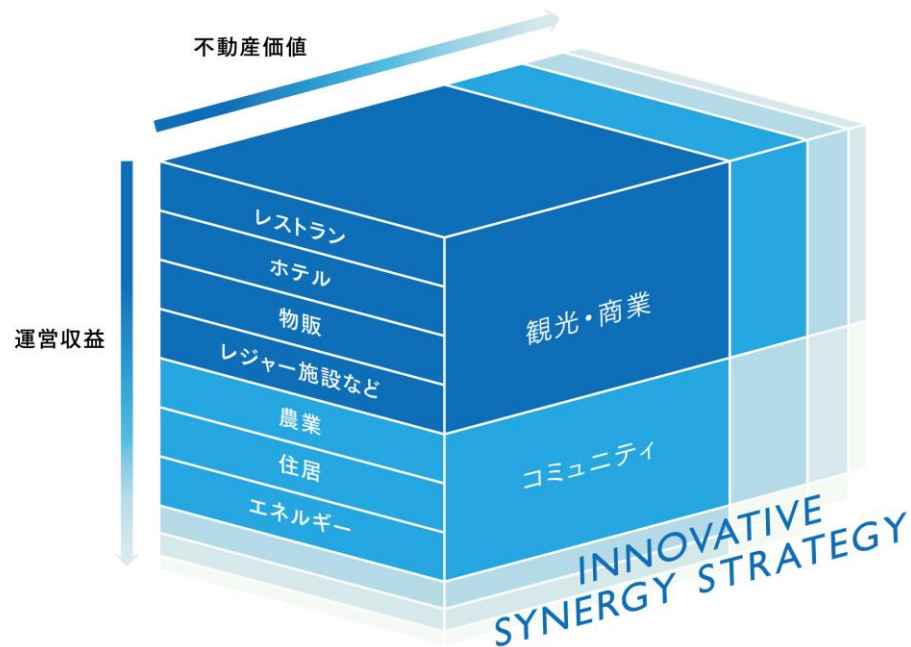 不動産価値
運営収益
レストラン
ホテル
物販
レジャー施設など
農業
住居
エネルギー
観光・商業
コミュニティ
INNOVATIVE
SYNERGY STRATEGY